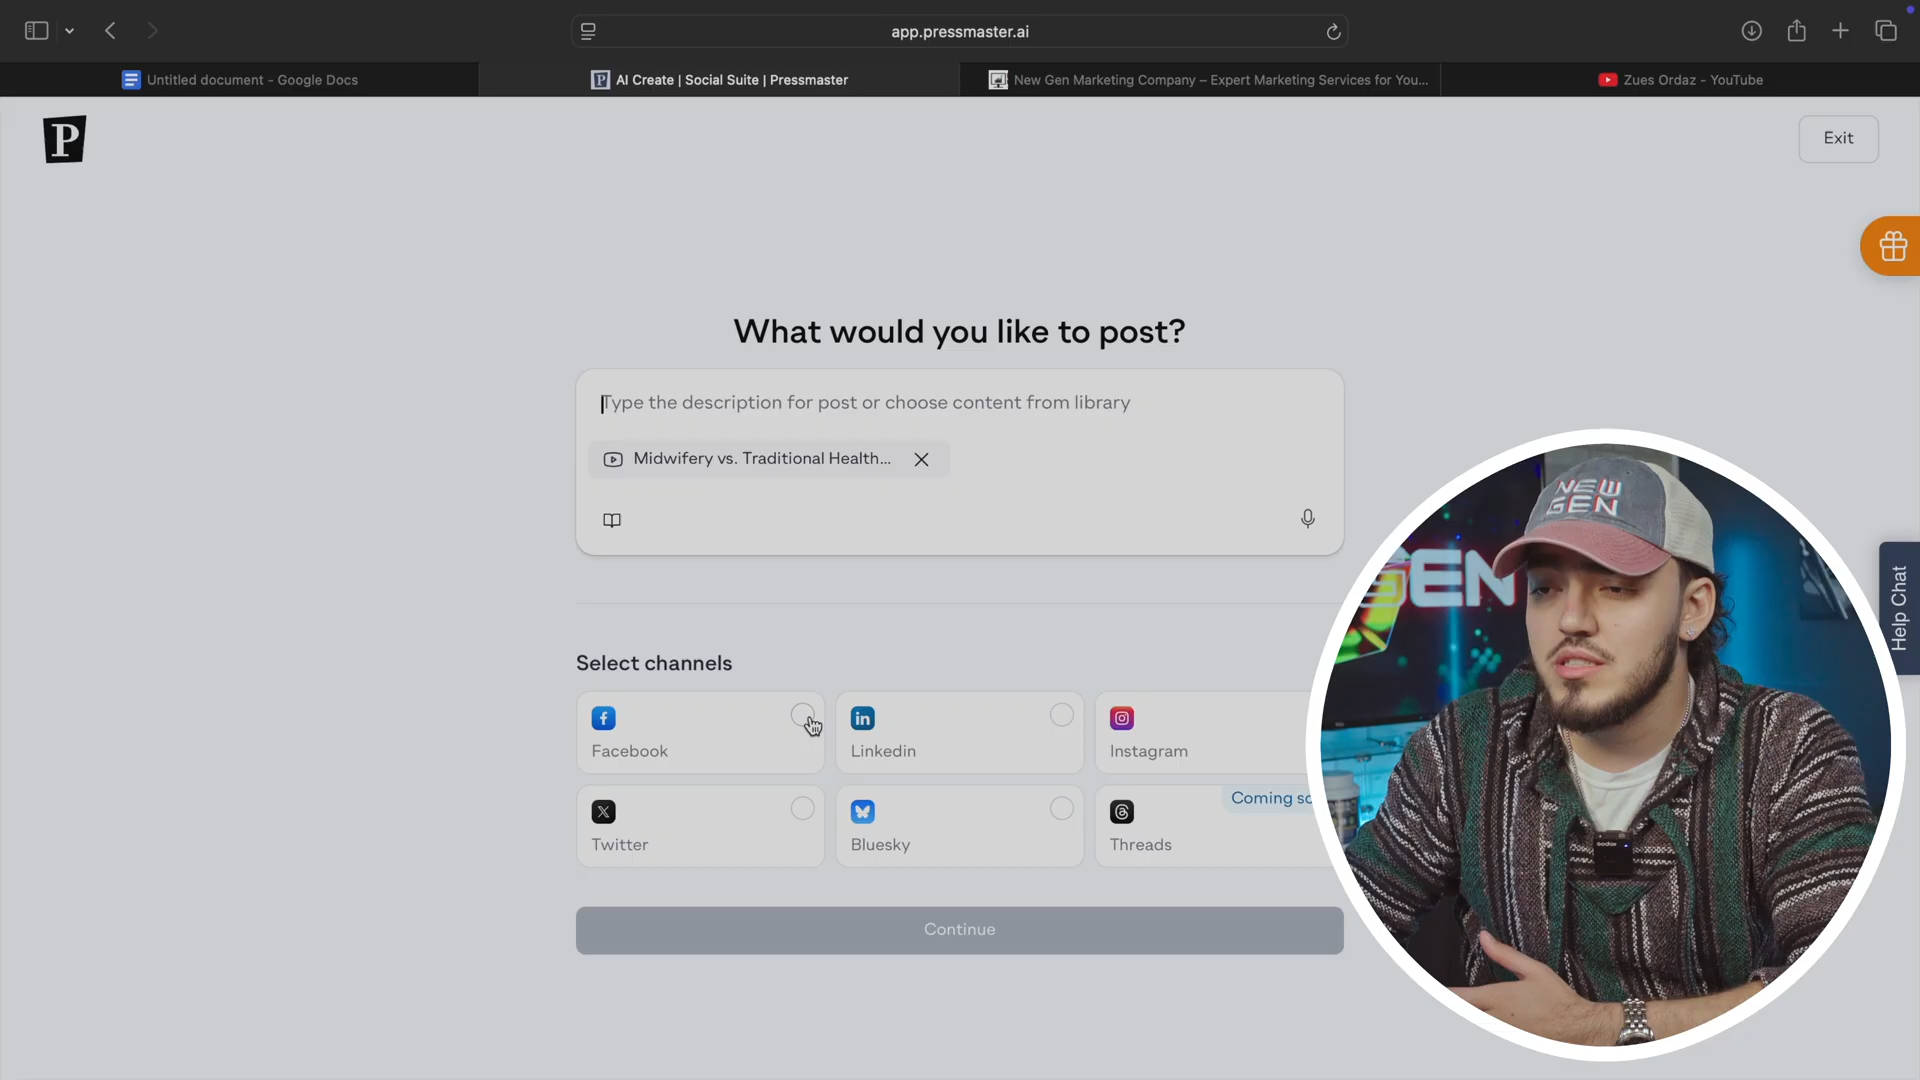 app.pressmaster.ai
Untitled document - Google Docs
AI Create | Social Suite | Pressmaster
New Gen Marketing Company – Expert Marketing Services for You...
Zues Ordaz - YouTube
P
Exit
What would you like to post?
Type the description for post or choose content from library
Midwifery vs. Traditional Health...
NEW
GEN
GEN
Help Chat
Select channels
Facebook
Linkedin
Instagram
Coming so
Twitter
Bluesky
Threads
Godox
Continue